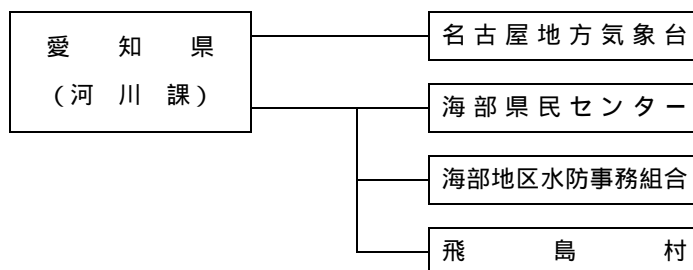 愛知県
(河川課)
名古屋地方気象台
海部県民センター
海部地区水防事務組合
飛島村